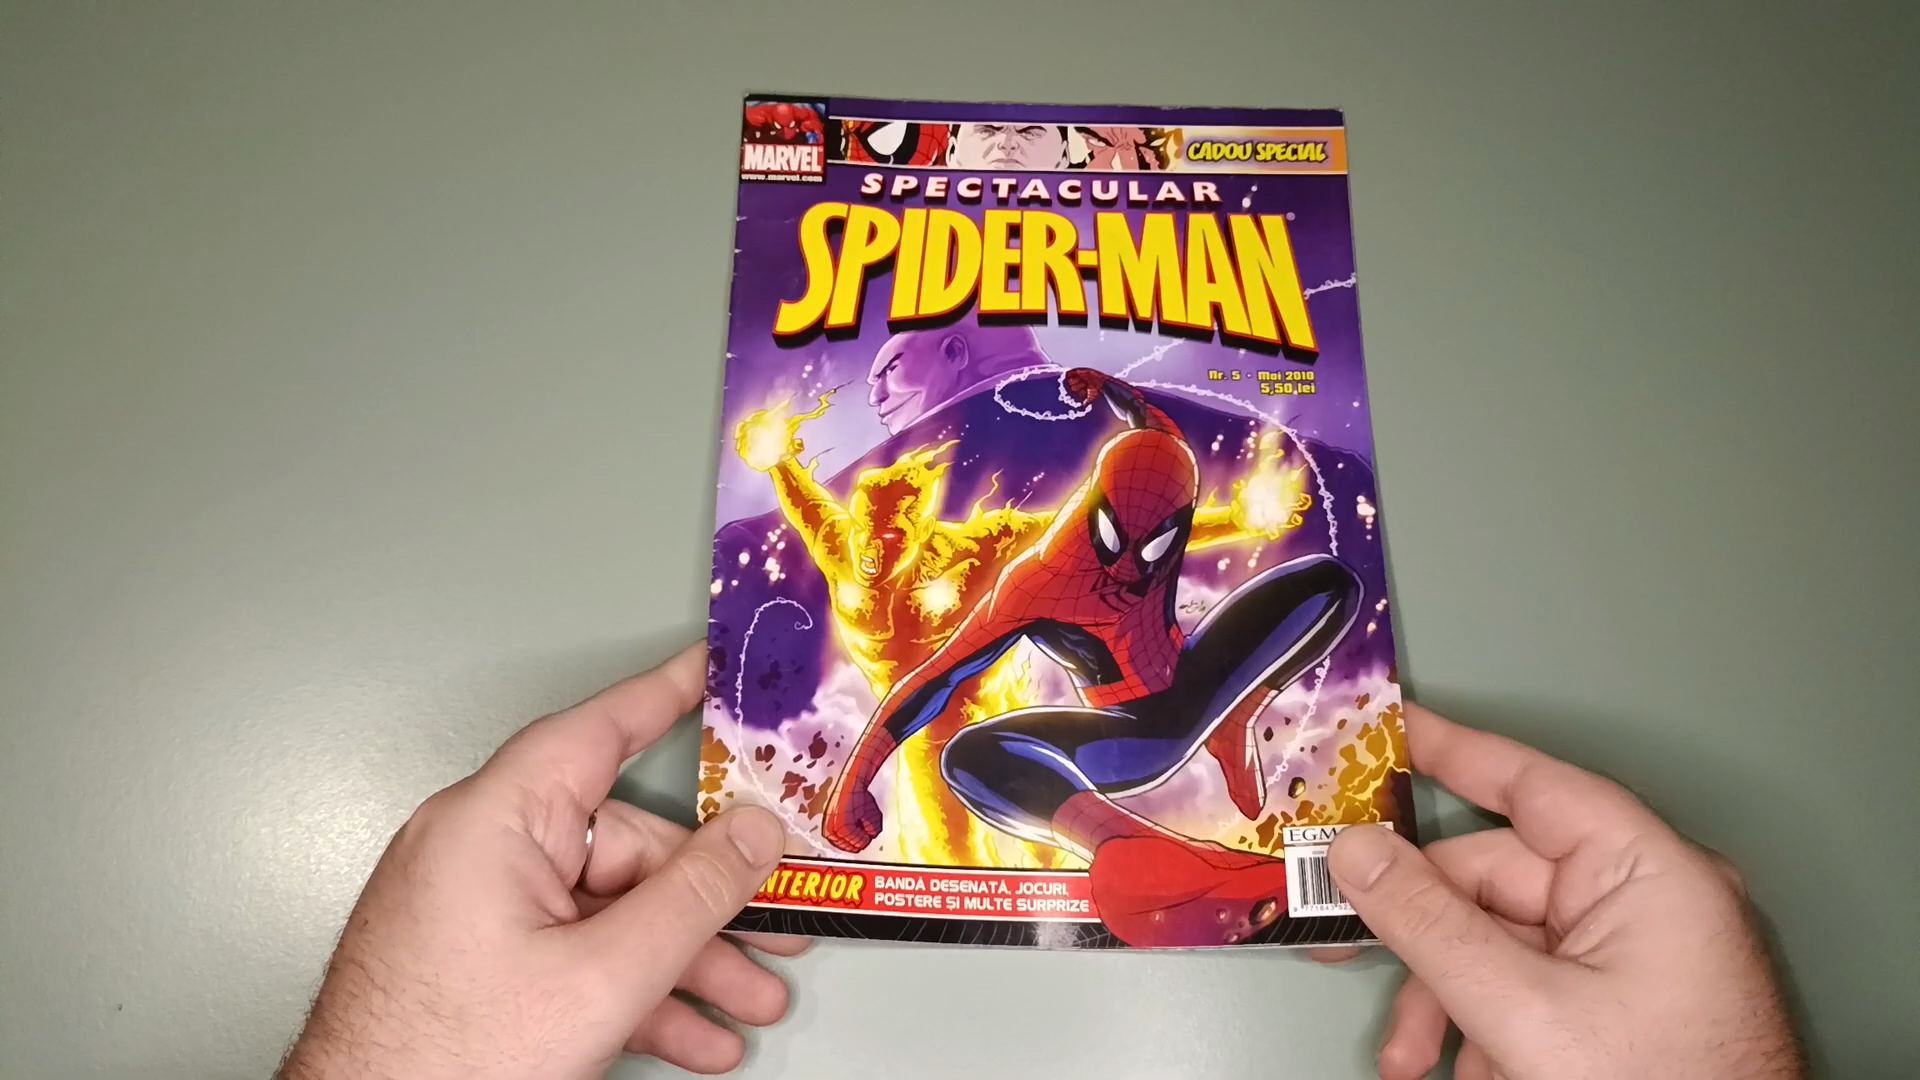 MARVEL
www.marvel.com
CADOU SPECIAL
SPECTACULAR
SPIDER-MAN
Nr. 5 · Mai 2010
5,50 lei
BANDĂ DESENATĂ, JOCURI,
POSTERE ȘI MULTE SURPRIZE